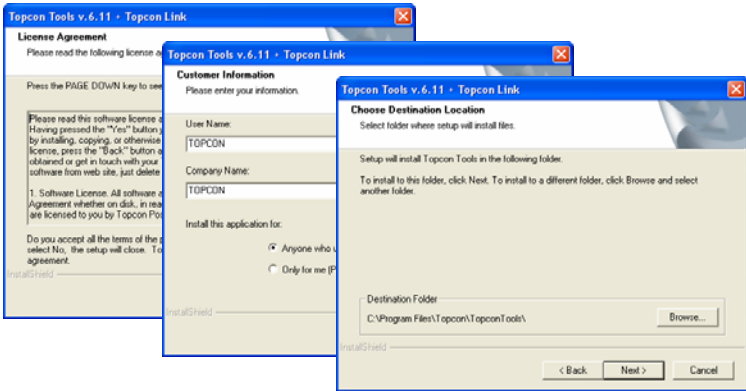 Topcon Tools v.6.11 + Topcon Link
License Agreement
Please read the following license a
Press the PAGE DOWN key to see
Please read this software license a
Having pressed the "Yes" button y
by installing, copying, or otherwise
license, press the "Back" button a
obtained or get in touch with your
software from web site, just delete
1. Software License. All software a
Agreement whether on disk, in rea
are licensed to you by Topcon Pos
Do you accept all the terms of the p
select No, the setup will close. To
agreement.
InstallShield
Topcon Tools v.6.11 + Topcon Link
Customer Information
Please enter your information.
User Name:
TOPCON
Company Name:
TOPCON
Install this application for:
Anyone who u
Only for me (P
InstallShield
Topcon Tools v.6.11 + Topcon Link
Choose Destination Location
Select folder where setup will install files.
Setup will install Topcon Tools in the following folder.
To install to this folder, click Next. To install to a different folder, click Browse and select
another folder.
Destination Folder
C:\Program Files\Topcon\TopconTools\
Browse...
InstallShield
< Back Next > Cancel